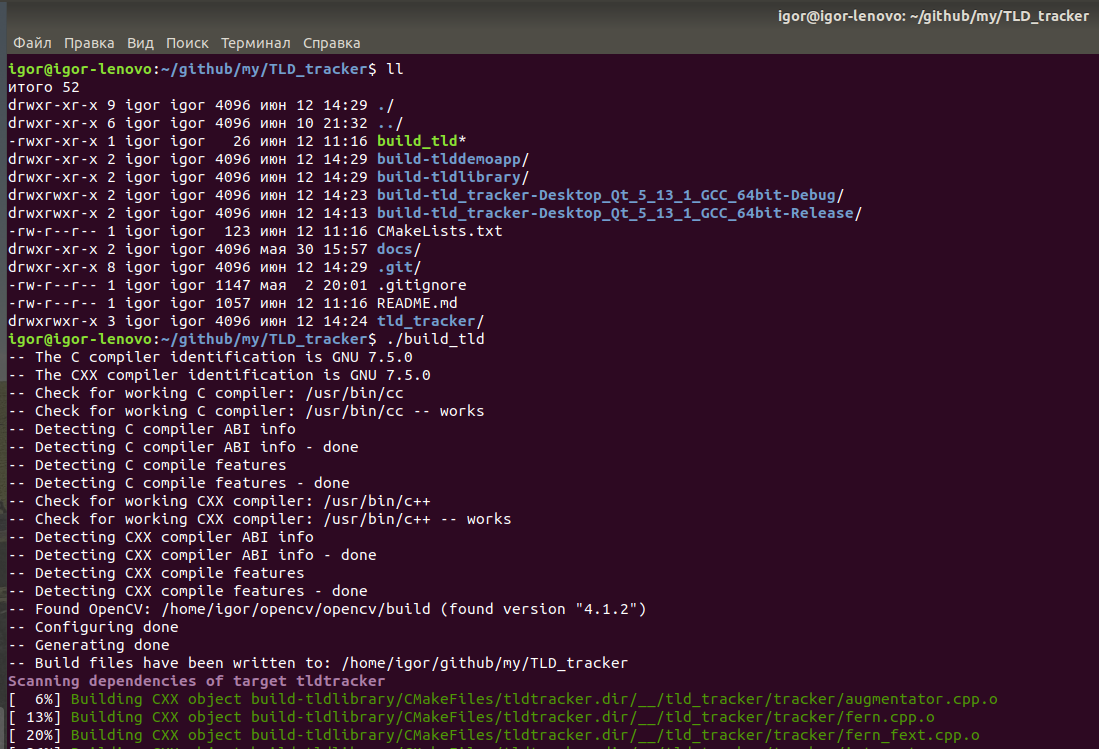 igor@igor-lenovo: ~/github/my/TLD_tracker
Файл Правка Вид Поиск Терминал Справка
igor@igor-lenovo:~/github/my/TLD_tracker$ ll
итого 52
drwxr-xr-x 9 igor igor 4096 июн 12 14:29 ./
drwxr-xr-x 6 igor igor 4096 июн 10 21:32 ../
-rwxr-xr-x 1 igor igor   26 июн 12 11:16 build_tld*
drwxr-xr-x 2 igor igor 4096 июн 12 14:29 build-tlddemoapp/
drwxr-xr-x 2 igor igor 4096 июн 12 14:29 build-tldlibrary/
drwxrwxr-x 2 igor igor 4096 июн 12 14:23 build-tld_tracker-Desktop_Qt_5_13_1_GCC_64bit-Debug/
drwxrwxr-x 2 igor igor 4096 июн 12 14:13 build-tld_tracker-Desktop_Qt_5_13_1_GCC_64bit-Release/
-rw-r--r-- 1 igor igor  123 июн 12 11:16 CMakeLists.txt
drwxr-xr-x 2 igor igor 4096 мая 30 15:57 docs/
drwxr-xr-x 8 igor igor 4096 июн 12 14:29 .git/
-rw-r--r-- 1 igor igor 1147 мая  2 20:01 .gitignore
-rw-r--r-- 1 igor igor 1057 июн 12 11:16 README.md
drwxrwxr-x 3 igor igor 4096 июн 12 14:24 tld_tracker/
igor@igor-lenovo:~/github/my/TLD_tracker$ ./build_tld
-- The C compiler identification is GNU 7.5.0
-- The CXX compiler identification is GNU 7.5.0
-- Check for working C compiler: /usr/bin/cc
-- Check for working C compiler: /usr/bin/cc -- works
-- Detecting C compiler ABI info
-- Detecting C compiler ABI info - done
-- Detecting C compile features
-- Detecting C compile features - done
-- Check for working CXX compiler: /usr/bin/c++
-- Check for working CXX compiler: /usr/bin/c++ -- works
-- Detecting CXX compiler ABI info
-- Detecting CXX compiler ABI info - done
-- Detecting CXX compile features
-- Detecting CXX compile features - done
-- Found OpenCV: /home/igor/opencv/opencv/build (found version "4.1.2")
-- Configuring done
-- Generating done
-- Build files have been written to: /home/igor/github/my/TLD_tracker
Scanning dependencies of target tldtracker
[  6%] Building CXX object build-tldlibrary/CMakeFiles/tldtracker.dir/__/tld_tracker/tracker/augmentator.cpp.o
[ 13%] Building CXX object build-tldlibrary/CMakeFiles/tldtracker.dir/__/tld_tracker/tracker/fern.cpp.o
[ 20%] Building CXX object build-tldlibrary/CMakeFiles/tldtracker.dir/__/tld_tracker/tracker/fern_fext.cpp.o